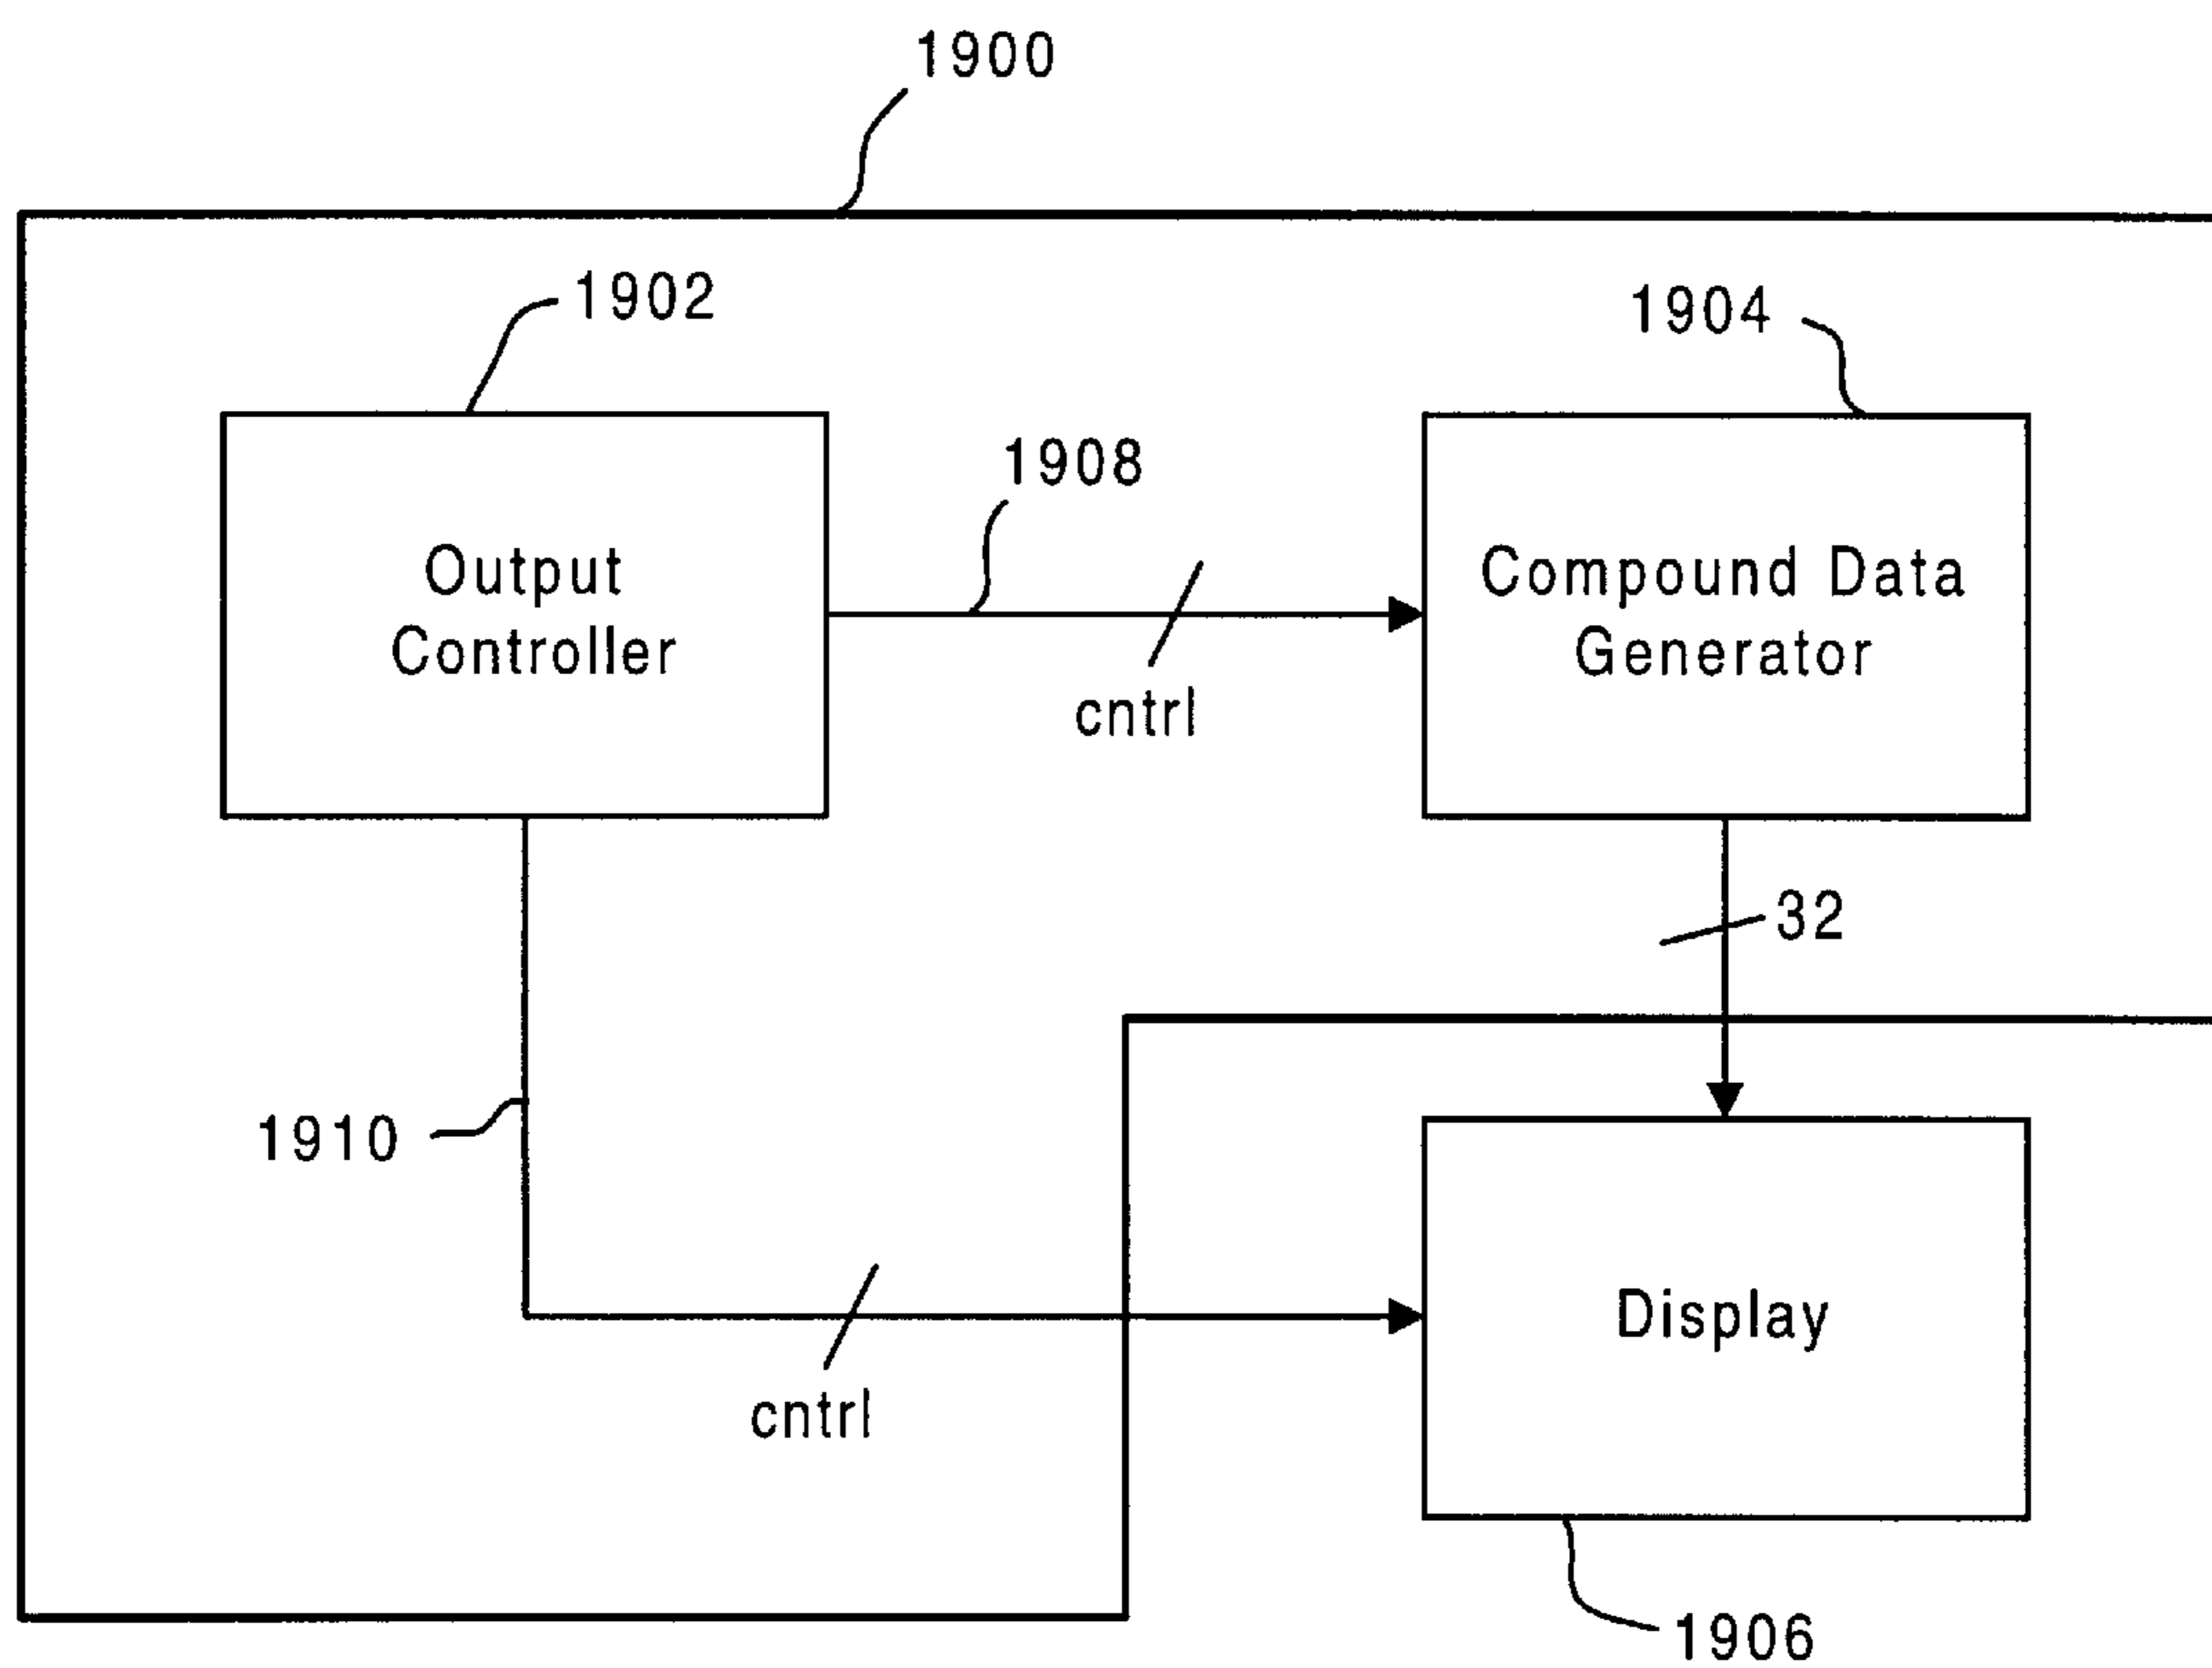 1900
1902
1904
1908
Output
Controller
Compound Data
Generator
cntrl
32
1910
Display
cntrl
1906